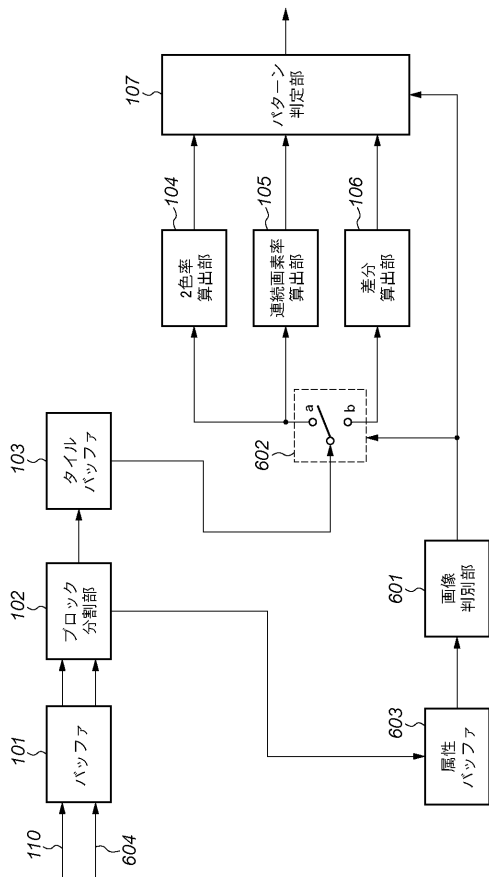 110
604
101
バッファ
102
ブロック
分割部
103
タイル
バッファ
602
a
b
104
2色率
算出部
105
連続画素率
算出部
106
差分
算出部
107
パターン
判定部
603
属性
バッファ
601
画像
判別部